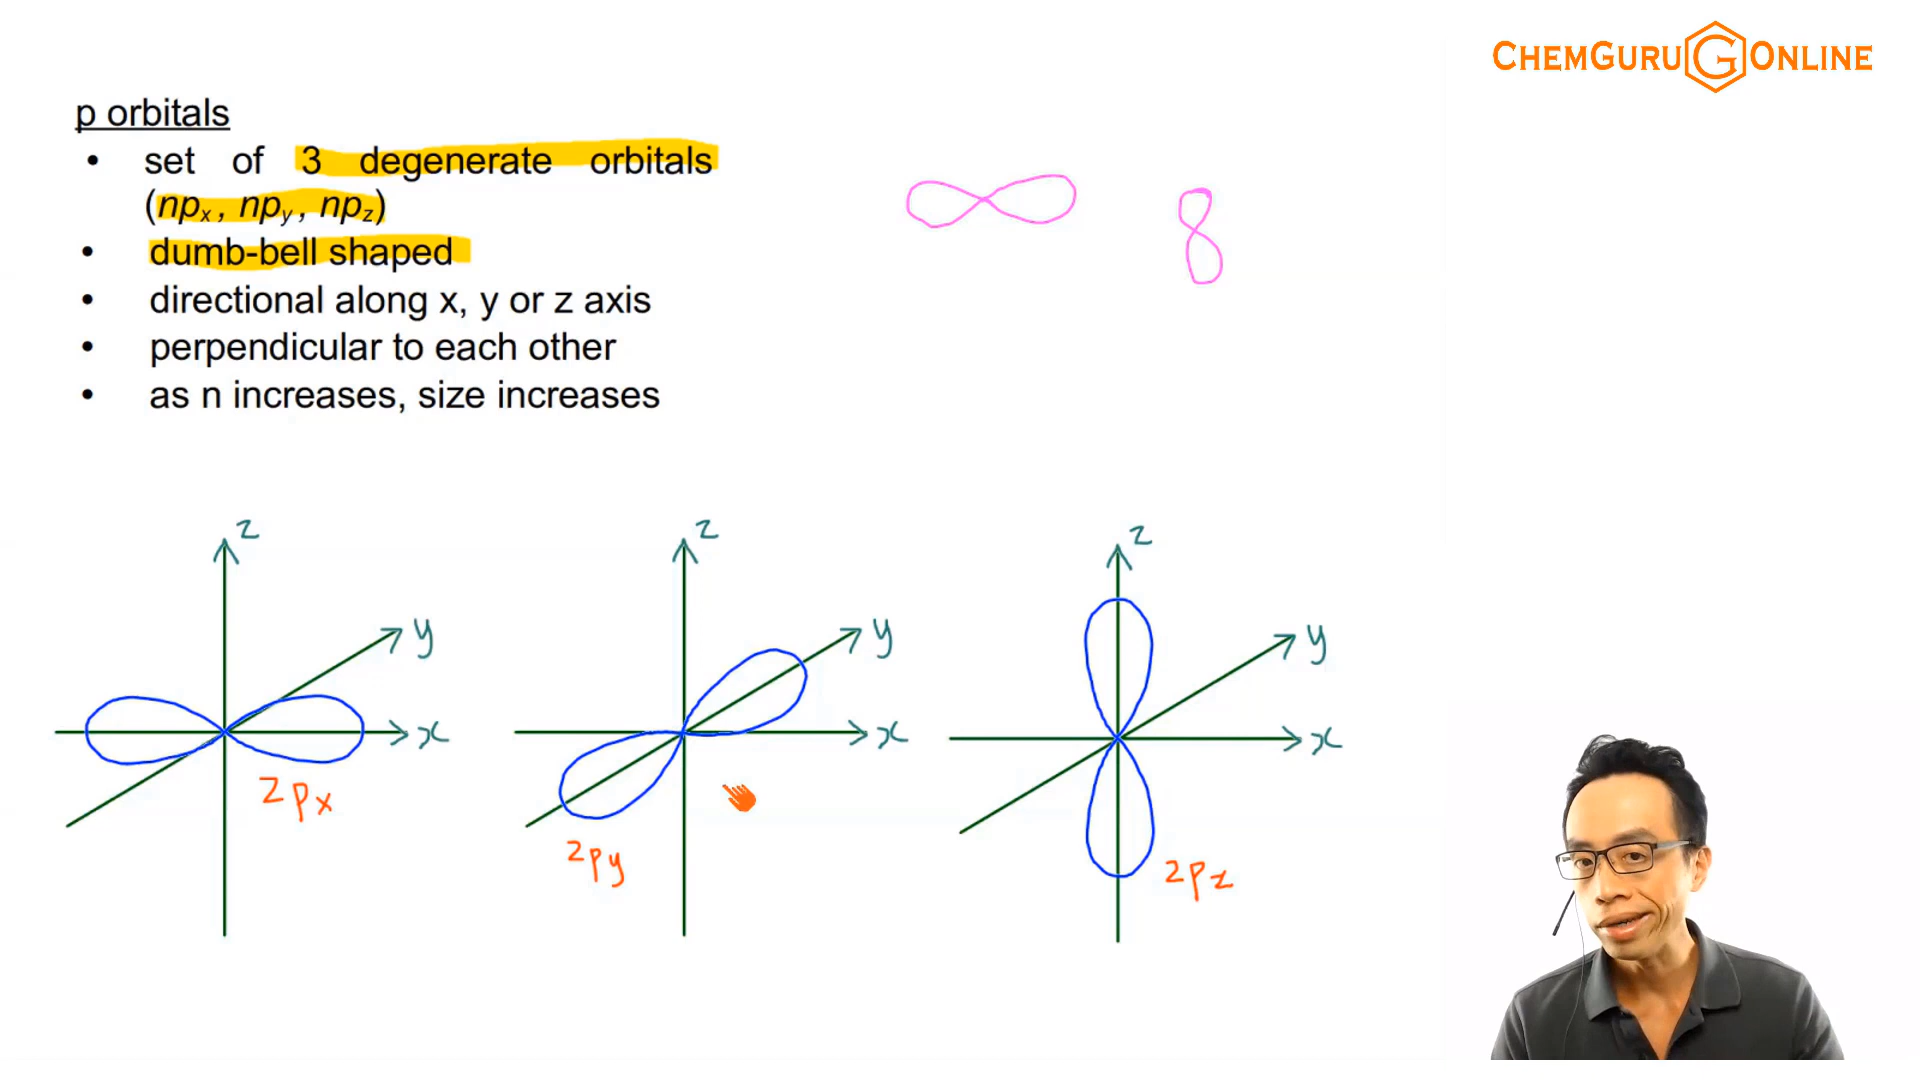 CHEMGURU G ONLINE
p orbitals
• set of 3 degenerate orbitals
(npx, npy, npz)
• dumb-bell shaped
• directional along x, y or z axis
• perpendicular to each other
• as n increases, size increases
8
z
y
x
2px
z
y
x
2py
z
y
x
2pz